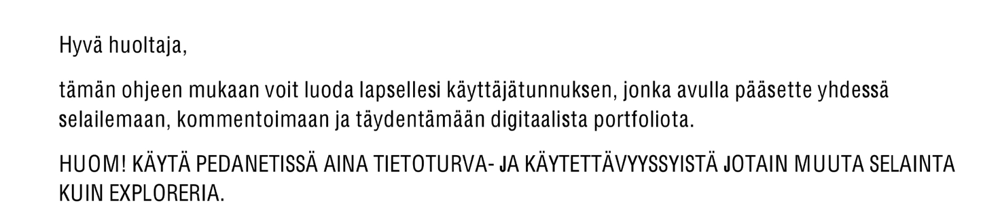 Hyvä huoltaja,
tämän ohjeen mukaan voit luoda lapsellesi käyttäjätunnuksen, jonka avulla pääsette yhdessä
selailemaan, kommentoimaan ja täydentämään digitaalista portfoliota.
HUOM! KÄYTÄ PEDANETISSÄ AINA TIETOTURVA- JA KÄYTETTÄVYYSSYISTÄ JOTAIN MUUTA SELAINTA
KUIN EXPLORERIA.